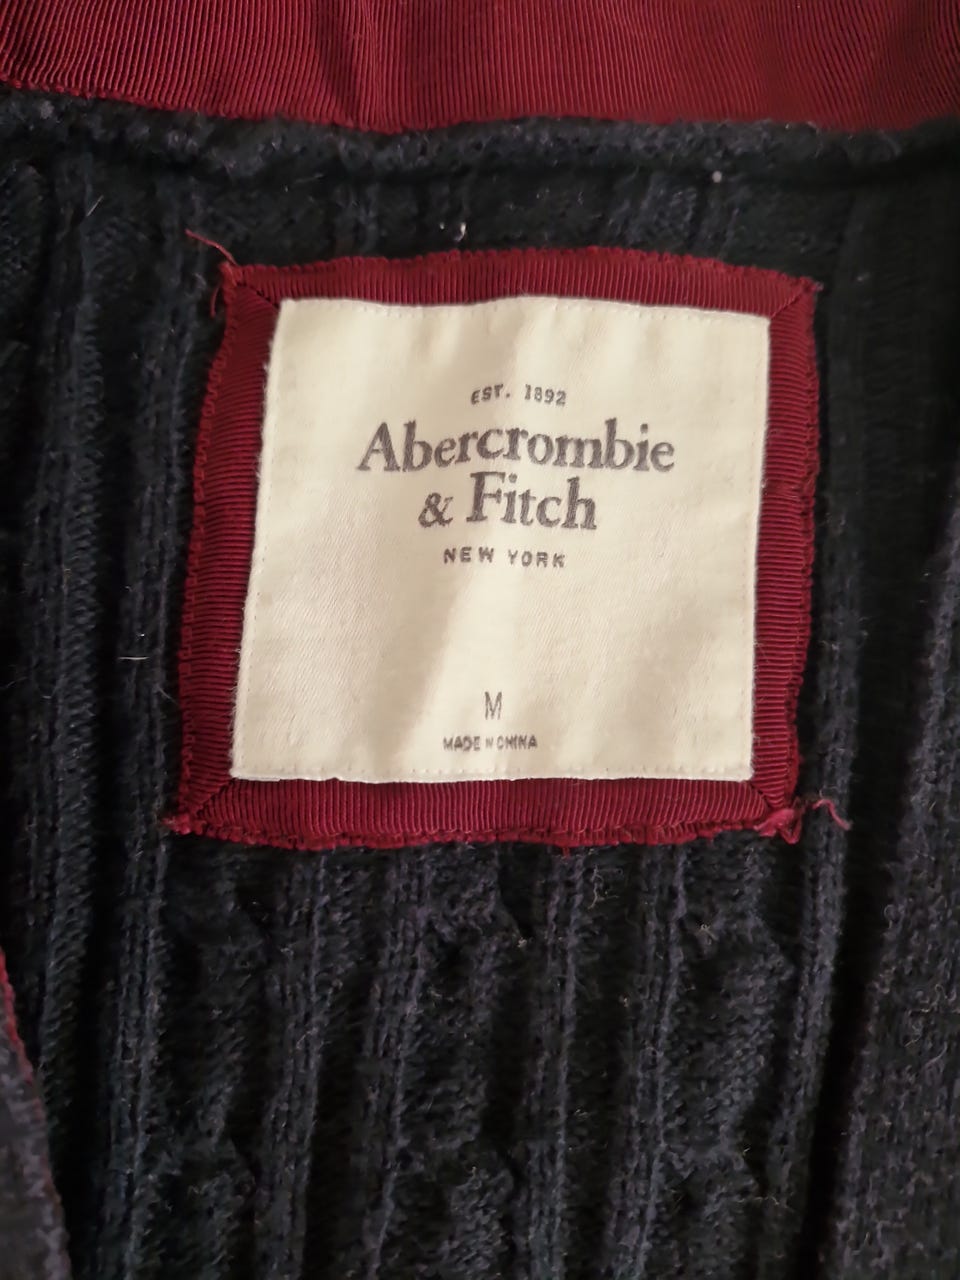 EST. 1892
Abercrombie
& Fitch
NEW YORK
M
MADE IN CHINA